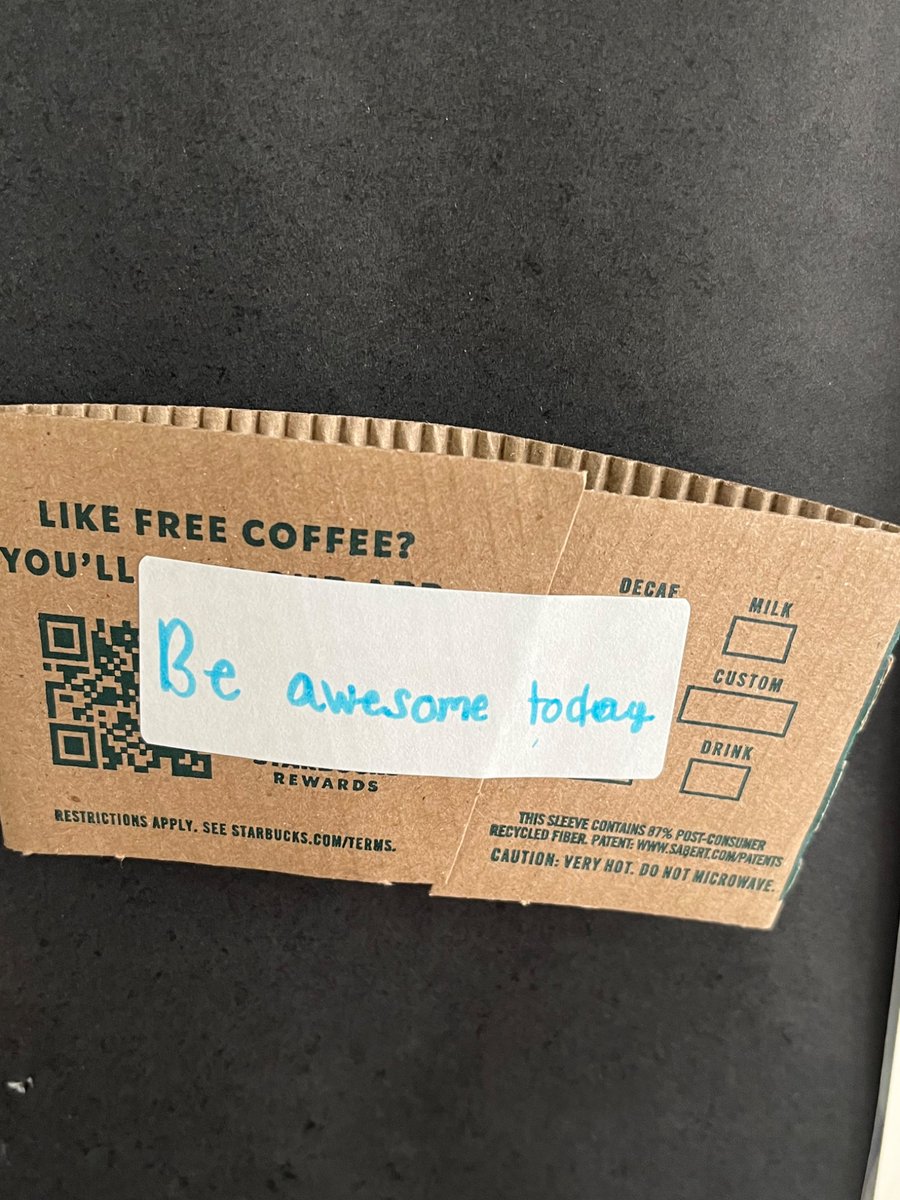 LIKE FREE COFFEE?
YOU'LL
Be awesome today
REWARDS
RESTRICTIONS APPLY. SEE STARBUCKS.COM/TERMS.
DECAF
MILK
CUSTOM
DRINK
THIS SLEEVE CONTAINS 87% POST-CONSUMER
RECYCLED FIBER. PATENT: WWW.SABERT.COM/PATENTS
CAUTION: VERY HOT. DO NOT MICROWAVE.